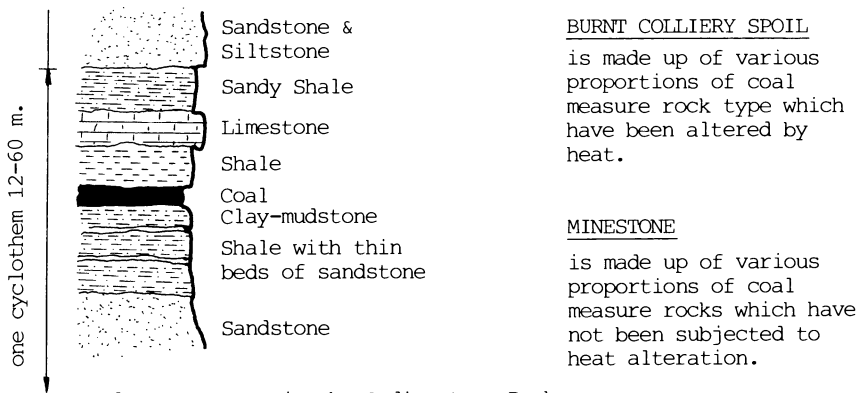 Sandstone &
Siltstone
Sandy Shale
Limestone
Shale
Coal
Clay-mudstone
Shale with thin
beds of sandstone
Sandstone
one cyclothem 12-60 m.
BURNT COLLIERY SPOIL
is made up of various
proportions of coal
measure rock type which
have been altered by
heat.
MINESTONE
is made up of various
proportions of coal
measure rocks which have
not been subjected to
heat alteration.